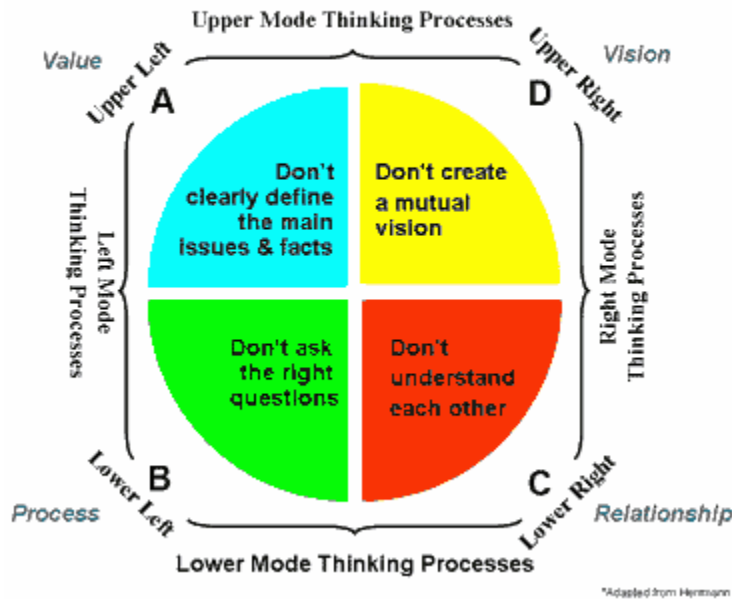 Upper Mode Thinking Processes
Value
Vision
Upper Left
Upper Right
A
D
Don't
clearly define
the main
issues & facts
Don't create
a mutual
vision
Left Mode
Thinking Processes
Right Mode
Thinking Processes
Don't ask
the right
questions
Don't
understand
each other
B
C
Lower Left
Lower Right
Process
Relationship
Lower Mode Thinking Processes
*Adapted from Herrmann